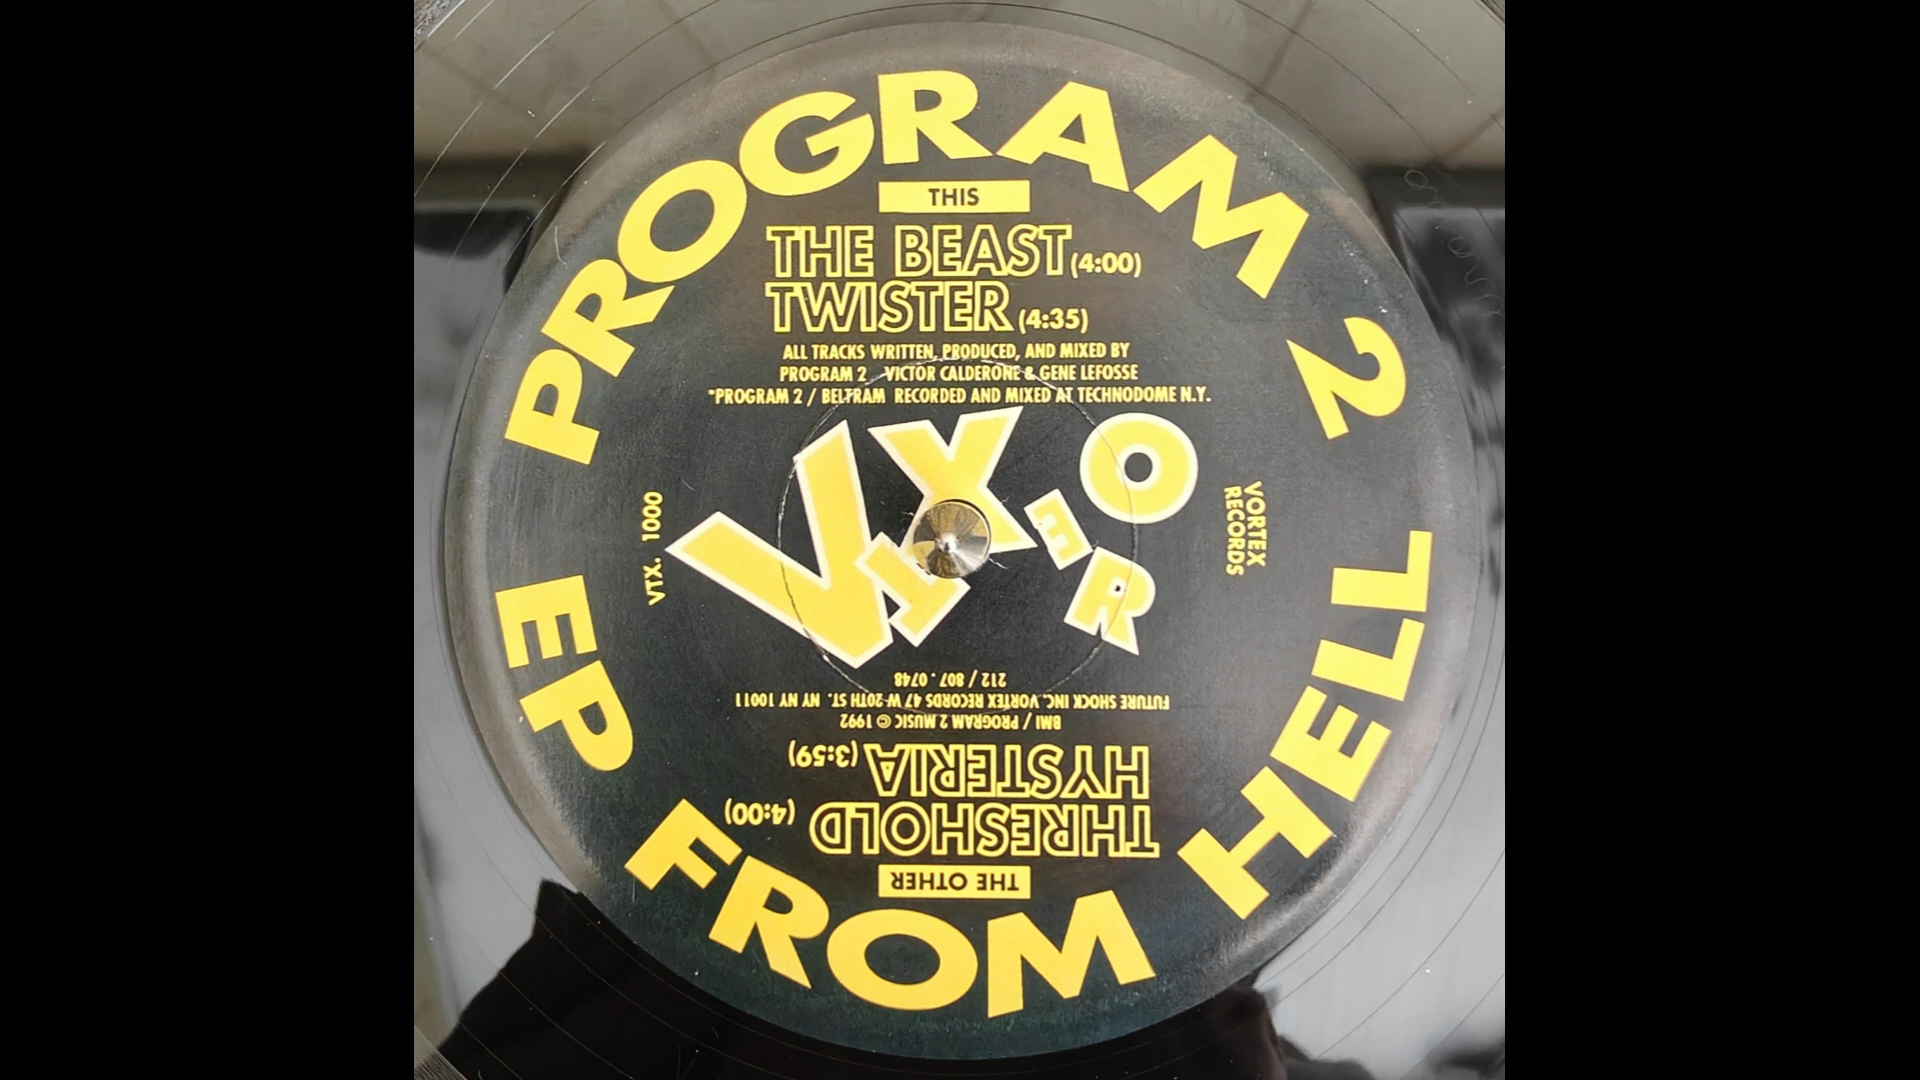 PROGRAM 2
EP FROM HELL
THIS
THE BEAST (4:00)
TWISTER (4:35)
ALL TRACKS WRITTEN, PRODUCED, AND MIXED BY
PROGRAM 2 VICTOR CALDERONE & GENE LEFOSSE
*PROGRAM 2 / BELTRAM RECORDED AND MIXED AT TECHNODOME N.Y.
VTX. 1000
VORTEX
RECORDS
VORTEX
THE OTHER
THRESHOLD (4:00)
HYSTERIA (3:59)
BMI / PROGRAM 2 MUSIC © 1992
FUTURE SHOCK INC. VORTEX RECORDS 47 W 20TH ST. NY NY 10011
212 / 807 . 0748